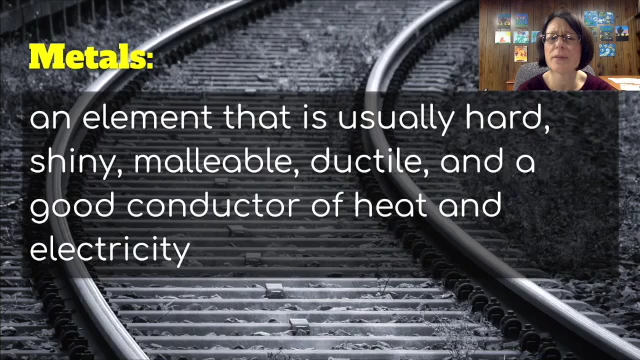 Metals:
an element that is usually hard,
shiny, malleable, ductile, and a
good conductor of heat and
electricity